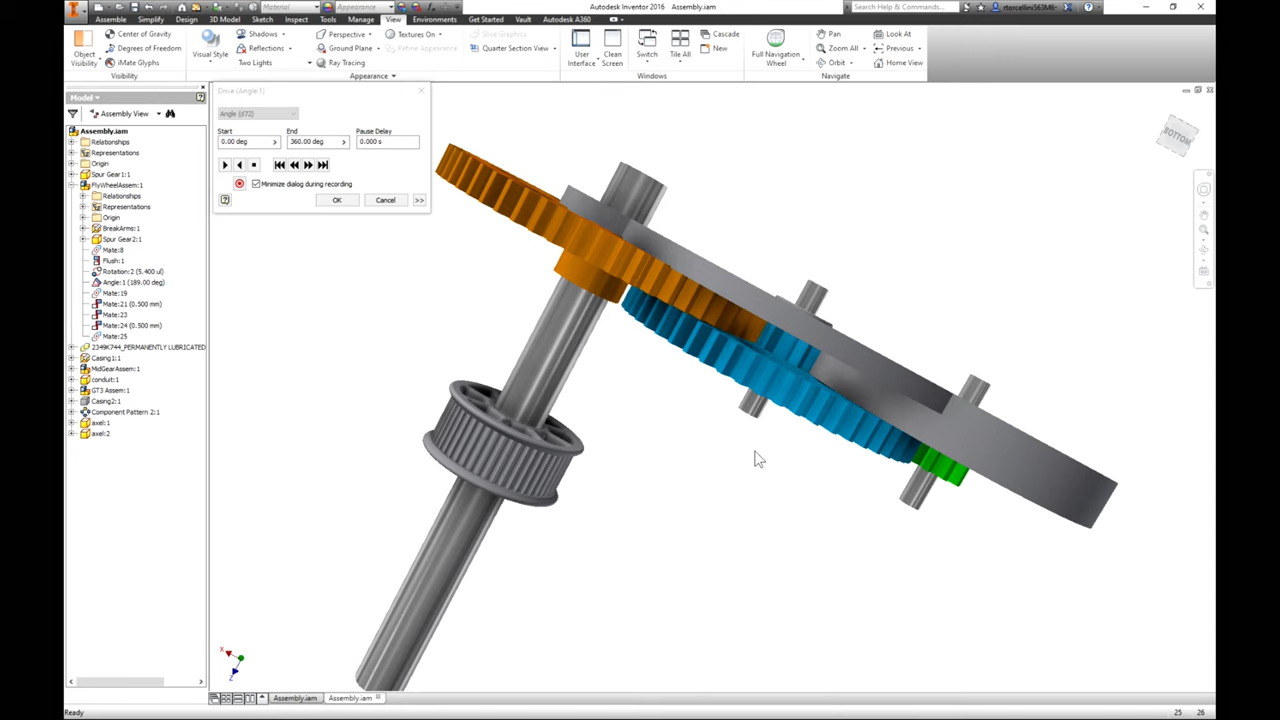 Material
Appearance
Autodesk Inventor 2016 Assembly.iam
Search Help & Commands...
rtorcellini563M6
Assembly Simplify Design 3D Model Sketch Inspect Tools Manage View Environments Get Started Vault Autodesk A360
Object Visibility
Center of Gravity
Degrees of Freedom
iMate Glyphs
Visibility
Visual Style
Shadows
Reflections
Two Lights
Perspective
Ground Plane
Ray Tracing
Textures On
Refine Appearance
Slice Graphics
Quarter Section View
Appearance
User Interface
Clean Screen
Switch
Tile All
Cascade
New
Windows
Full Navigation Wheel
Pan
Zoom All
Orbit
Look At
Previous
Home View
Navigate
Model
Assembly View
Assembly.iam
Relationships
Representations
Origin
Spur Gear1:1
FlyWheelAssem:1
Relationships
Representations
Origin
BreakArms:1
Spur Gear2:1
Mate:8
Flush:1
Rotation:2 (5.400 ul)
Angle:1 (189.00 deg)
Mate:19
Mate:21 (0.500 mm)
Mate:23
Mate:24 (0.500 mm)
Mate:25
2349K744_PERMANENTLY LUBRICATED
Casing1:1
MidGearAssem:1
conduit:1
GT3 Assem:1
Casing2:1
Component Pattern 2:1
axel:1
axel:2
Drive (Angle:1)
Angle (d72)
Start End Pause Delay
0.00 deg 360.00 deg 0.000 s
Minimize dialog during recording
OK Cancel >>
BOTTOM
X
Z
Assembly.iam Assembly.iam
Ready 25 26